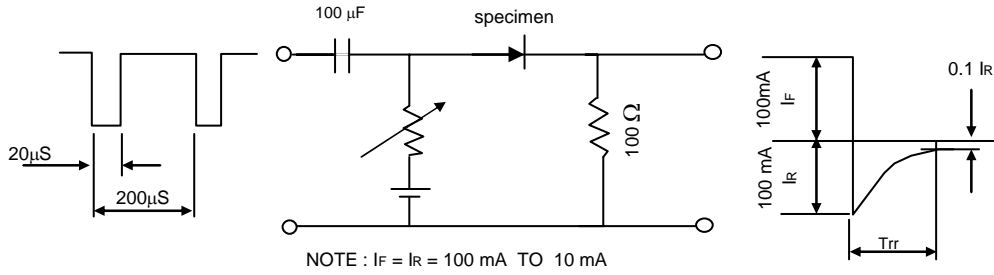 100 µF
specimen
20µS
200µS
100 Ω
NOTE : IF = IR = 100 mA TO 10 mA
100mA
IF
0.1 IR
100 mA
IR
Trr